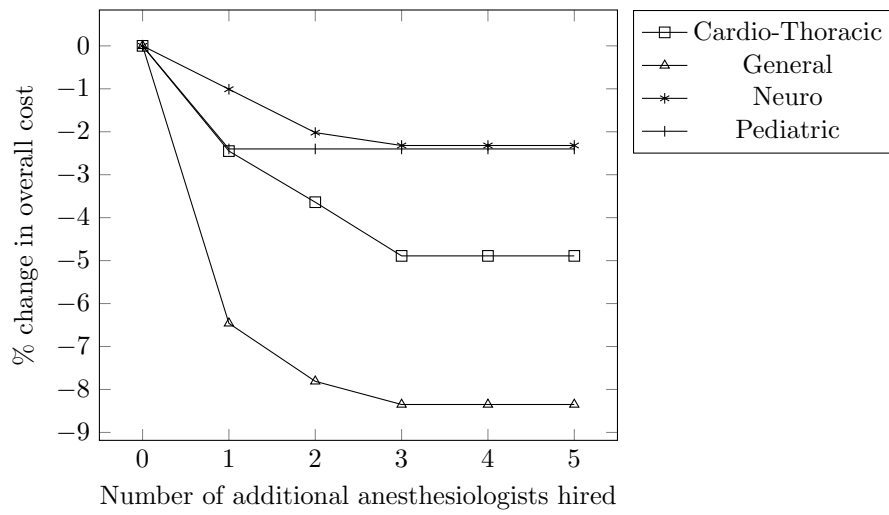 0
−1
−2
−3
−4
−5
−6
−7
−8
−9
% change in overall cost
0 1 2 3 4 5
Number of additional anesthesiologists hired
Cardio-Thoracic
General
Neuro
Pediatric